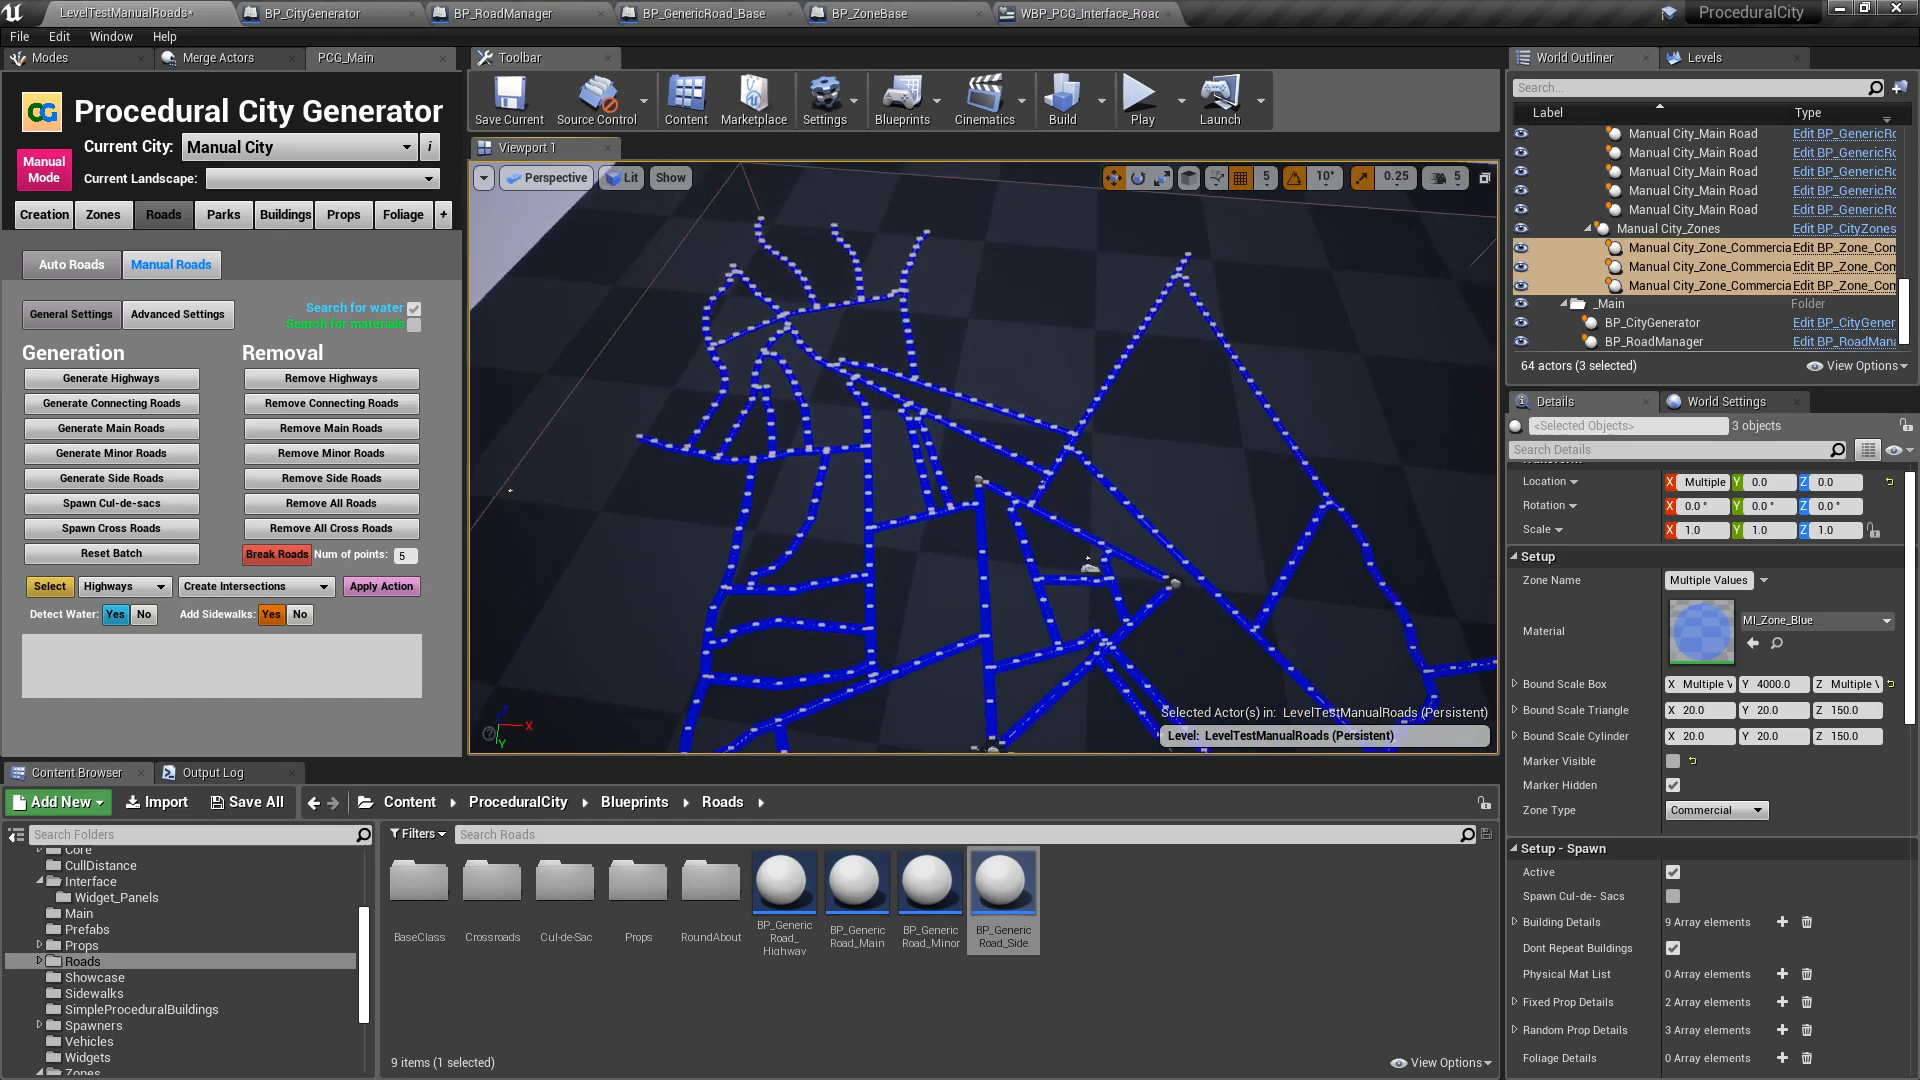 LevelTestManualRoads*
BP_CityGenerator
BP_RoadManager
BP_GenericRoad_Base
BP_ZoneBase
WBP_PCG_Interface_Road
ProceduralCity
File Edit Window Help
Modes
Merge Actors
PCG_Main
Toolbar
World Outliner
Levels
CG Procedural City Generator
Current City: Manual City i
Manual Mode
Current Landscape:
Creation Zones Roads Parks Buildings Props Foliage +
Auto Roads Manual Roads
General Settings Advanced Settings
Search for water
Search for materials
Generation Removal
Generate Highways Remove Highways
Generate Connecting Roads Remove Connecting Roads
Generate Main Roads Remove Main Roads
Generate Minor Roads Remove Minor Roads
Generate Side Roads Remove Side Roads
Spawn Cul-de-sacs Remove All Roads
Spawn Cross Roads Remove All Cross Roads
Reset Batch Break Roads Num of points: 5
Select Highways Create Intersections Apply Action
Detect Water: Yes No Add Sidewalks: Yes No
Save Current Source Control Content Marketplace Settings Blueprints Cinematics Build Play Launch
Viewport 1
Perspective Lit Show
5 10° 0.25 5
X
Y
Selected Actor(s) in: LevelTestManualRoads (Persistent)
Level: LevelTestManualRoads (Persistent)
Search...
Label Type
Manual City_Main Road Edit BP_GenericRo
Manual City_Main Road Edit BP_GenericRo
Manual City_Main Road Edit BP_GenericRo
Manual City_Main Road Edit BP_GenericRo
Manual City_Main Road Edit BP_GenericRo
Manual City_Zones Edit BP_CityZones
Manual City_Zone_Commercia Edit BP_Zone_Com
Manual City_Zone_Commercia Edit BP_Zone_Com
Manual City_Zone_Commercia Edit BP_Zone_Com
_Main Folder
BP_CityGenerator Edit BP_CityGener
BP_RoadManager Edit BP_RoadMana
64 actors (3 selected) View Options
Details
World Settings
<Selected Objects> 3 objects
Search Details
Location X Multiple Y 0.0 Z 0.0
Rotation X 0.0 ° Y 0.0 ° Z 0.0 °
Scale X 1.0 Y 1.0 Z 1.0
Setup
Zone Name Multiple Values
Material MI_Zone_Blue
Bound Scale Box X Multiple V Y 4000.0 Z Multiple V
Bound Scale Triangle X 20.0 Y 20.0 Z 150.0
Bound Scale Cylinder X 20.0 Y 20.0 Z 150.0
Marker Visible
Marker Hidden
Zone Type Commercial
Setup - Spawn
Active
Spawn Cul-de- Sacs
Building Details 9 Array elements
Dont Repeat Buildings
Physical Mat List 0 Array elements
Fixed Prop Details 2 Array elements
Random Prop Details 3 Array elements
Foliage Details 0 Array elements
Content Browser
Output Log
Add New Import Save All Content ProceduralCity Blueprints Roads
Search Folders
Filters Search Roads
Core
CullDistance
Interface
Widget_Panels
Main
Prefabs
Props
Roads
Showcase
Sidewalks
SimpleProceduralBuildings
Spawners
Vehicles
Widgets
Zones
BaseClass
Crossroads
Cul-de-Sac
Props
RoundAbout
BP_Generic Road_ Highway
BP_Generic Road_Main
BP_Generic Road_Minor
BP_Generic Road_Side
9 items (1 selected)
View Options